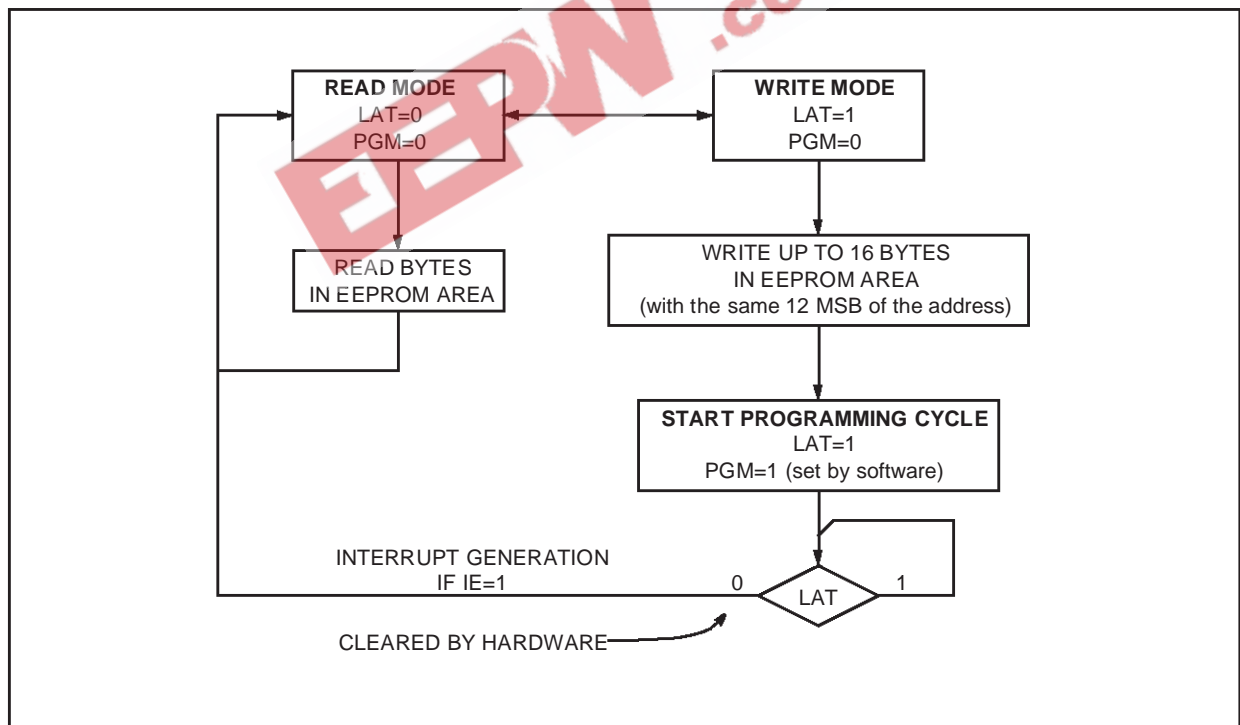 EEPW .co
READ MODE
LAT=0
PGM=0
WRITE MODE
LAT=1
PGM=0
READ BYTES
IN EEPROM AREA
WRITE UP TO 16 BYTES
IN EEPROM AREA
(with the same 12 MSB of the address)
START PROGRAMMING CYCLE
LAT=1
PGM=1 (set by software)
INTERRUPT GENERATION
IF IE=1
0
LAT
1
CLEARED BY HARDWARE